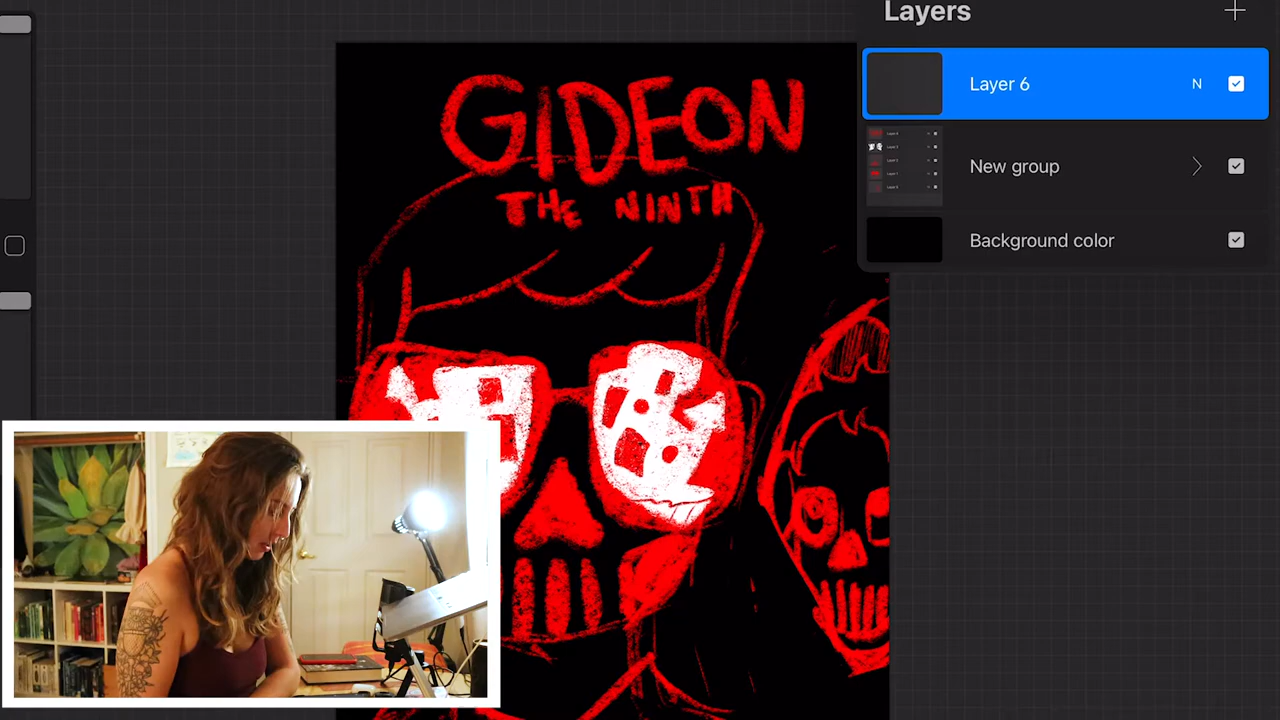 Layers
GIDEON
THE NINTH
Layer 6
N
New group
Background color